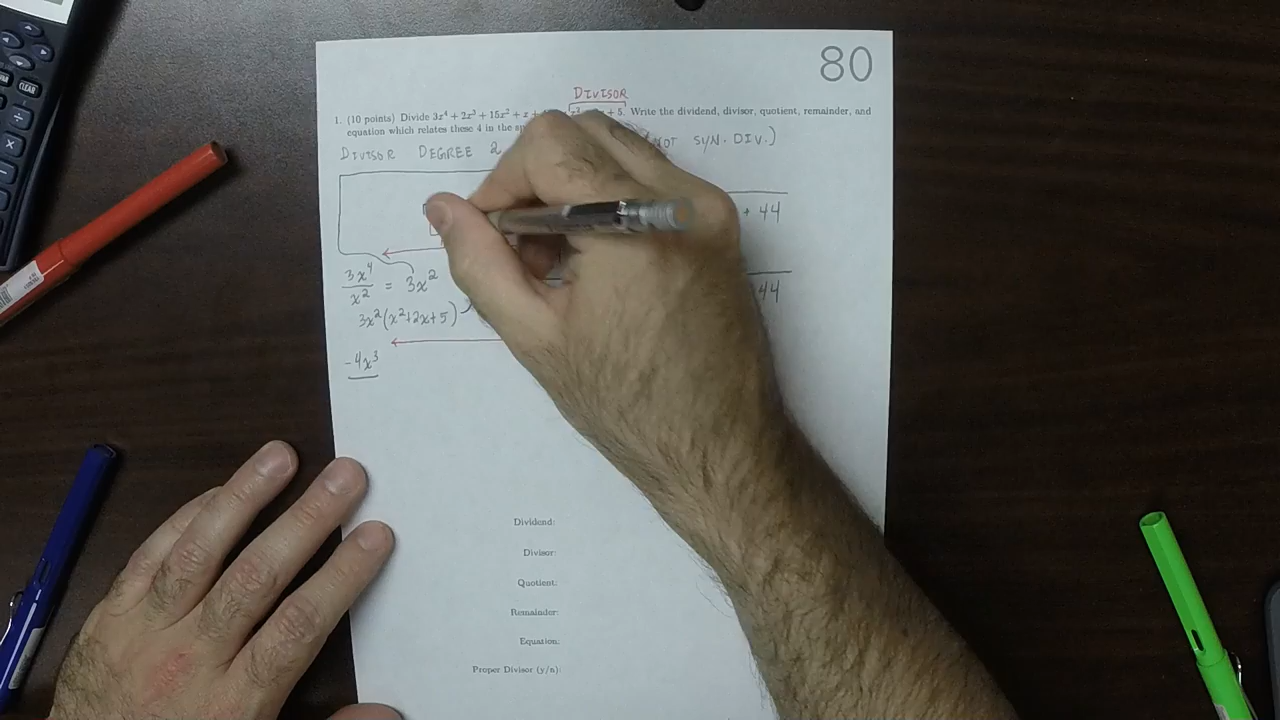 80
DIVISOR
1. (10 points) Divide 3x⁴ + 2x³ + 15x² + x + 5. Write the dividend, divisor, quotient, remainder, and
equation which relates these 4 in the
DIVISOR DEGREE 2 NOT SYN. DIV.)
+ 44
3x⁴/x² = 3x²
44
3x²(x²+2x+5)
-4x³
Dividend:
Divisor:
Quotient:
Remainder:
Equation:
Proper Divisor (y/n):